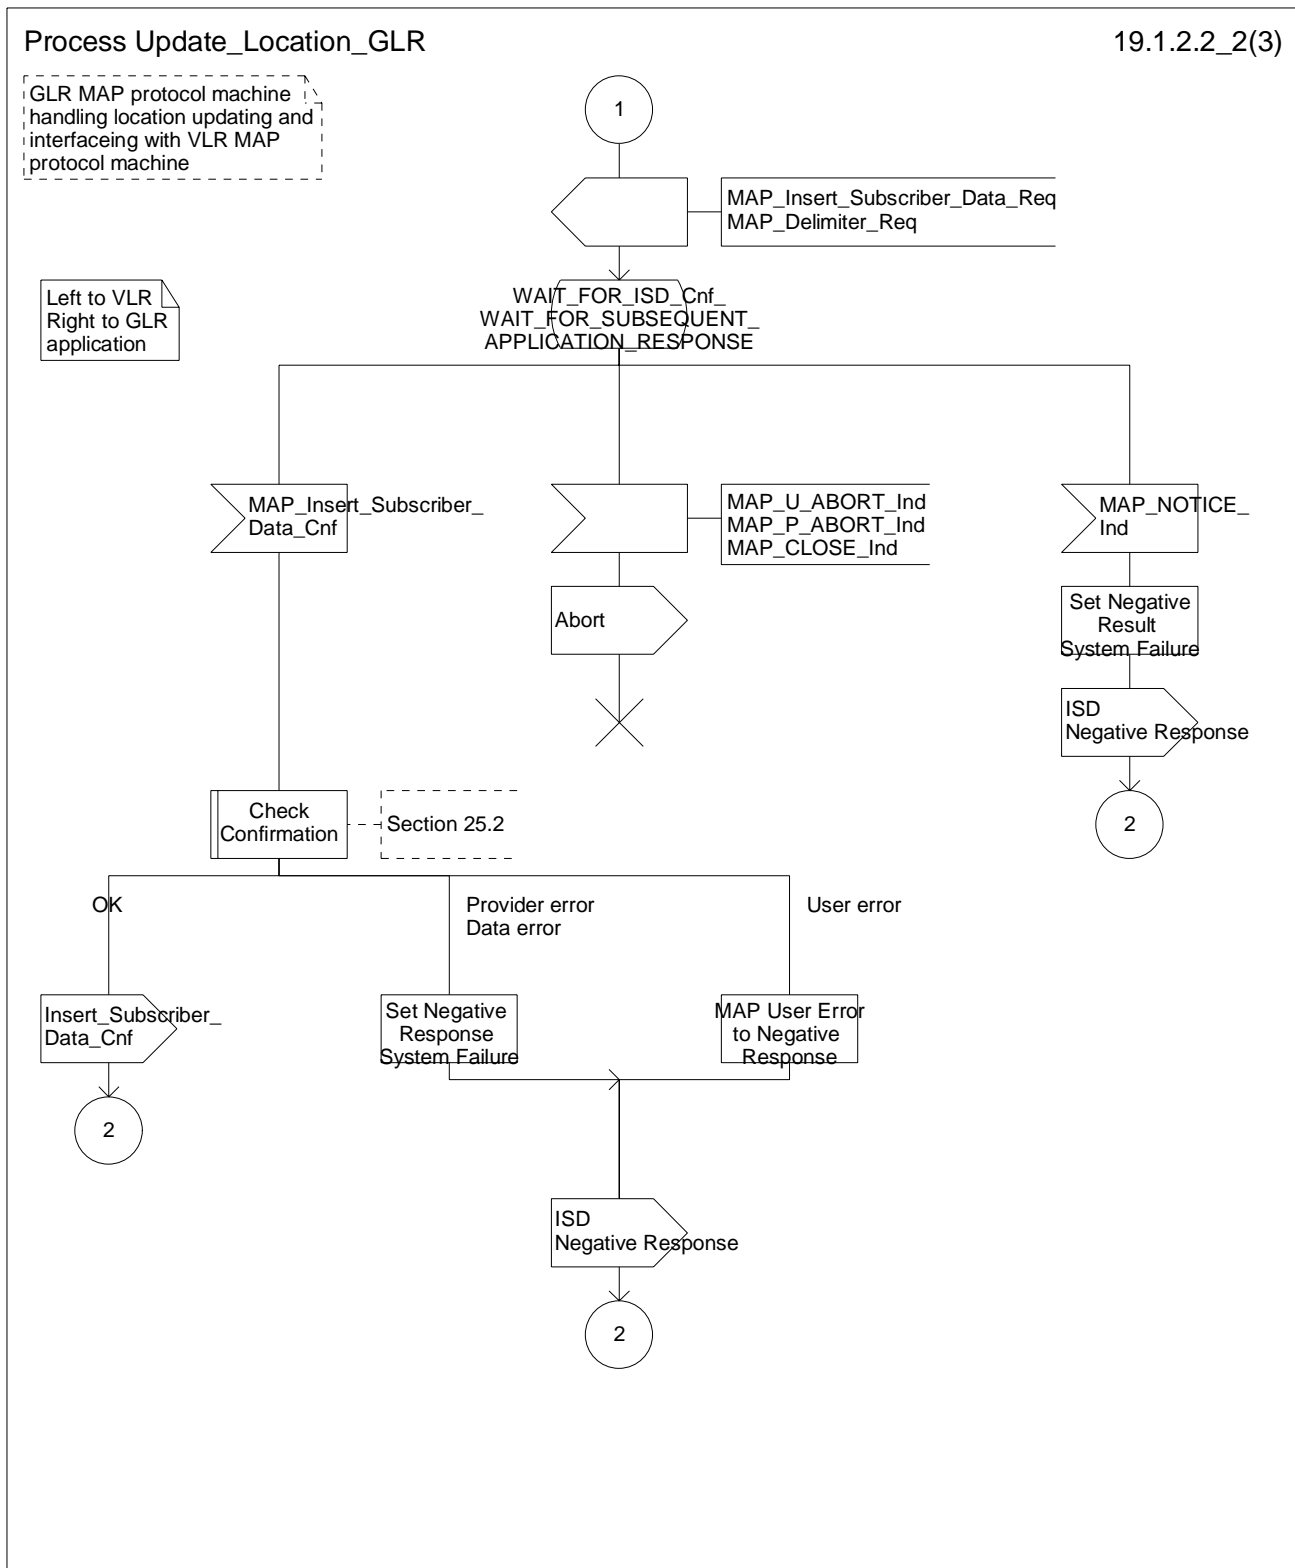 Process Update_Location_GLR
19.1.2.2_2(3)
GLR MAP protocol machine
handling location updating and
interfaceing with VLR MAP
protocol machine
1
MAP_Insert_Subscriber_Data_Req
MAP_Delimiter_Req
Left to VLR
Right to GLR
application
WAIT_FOR_ISD_Cnf_
WAIT_FOR_SUBSEQUENT_
APPLICATION_RESPONSE
MAP_Insert_Subscriber_
Data_Cnf
MAP_U_ABORT_Ind
MAP_P_ABORT_Ind
MAP_CLOSE_Ind
MAP_NOTICE_
Ind
Abort
Set Negative
Result
System Failure
ISD
Negative Response
2
Check
Confirmation
Section 25.2
OK
Provider error
Data error
User error
Insert_Subscriber_
Data_Cnf
Set Negative
Response
System Failure
MAP User Error
to Negative
Response
2
ISD
Negative Response
2